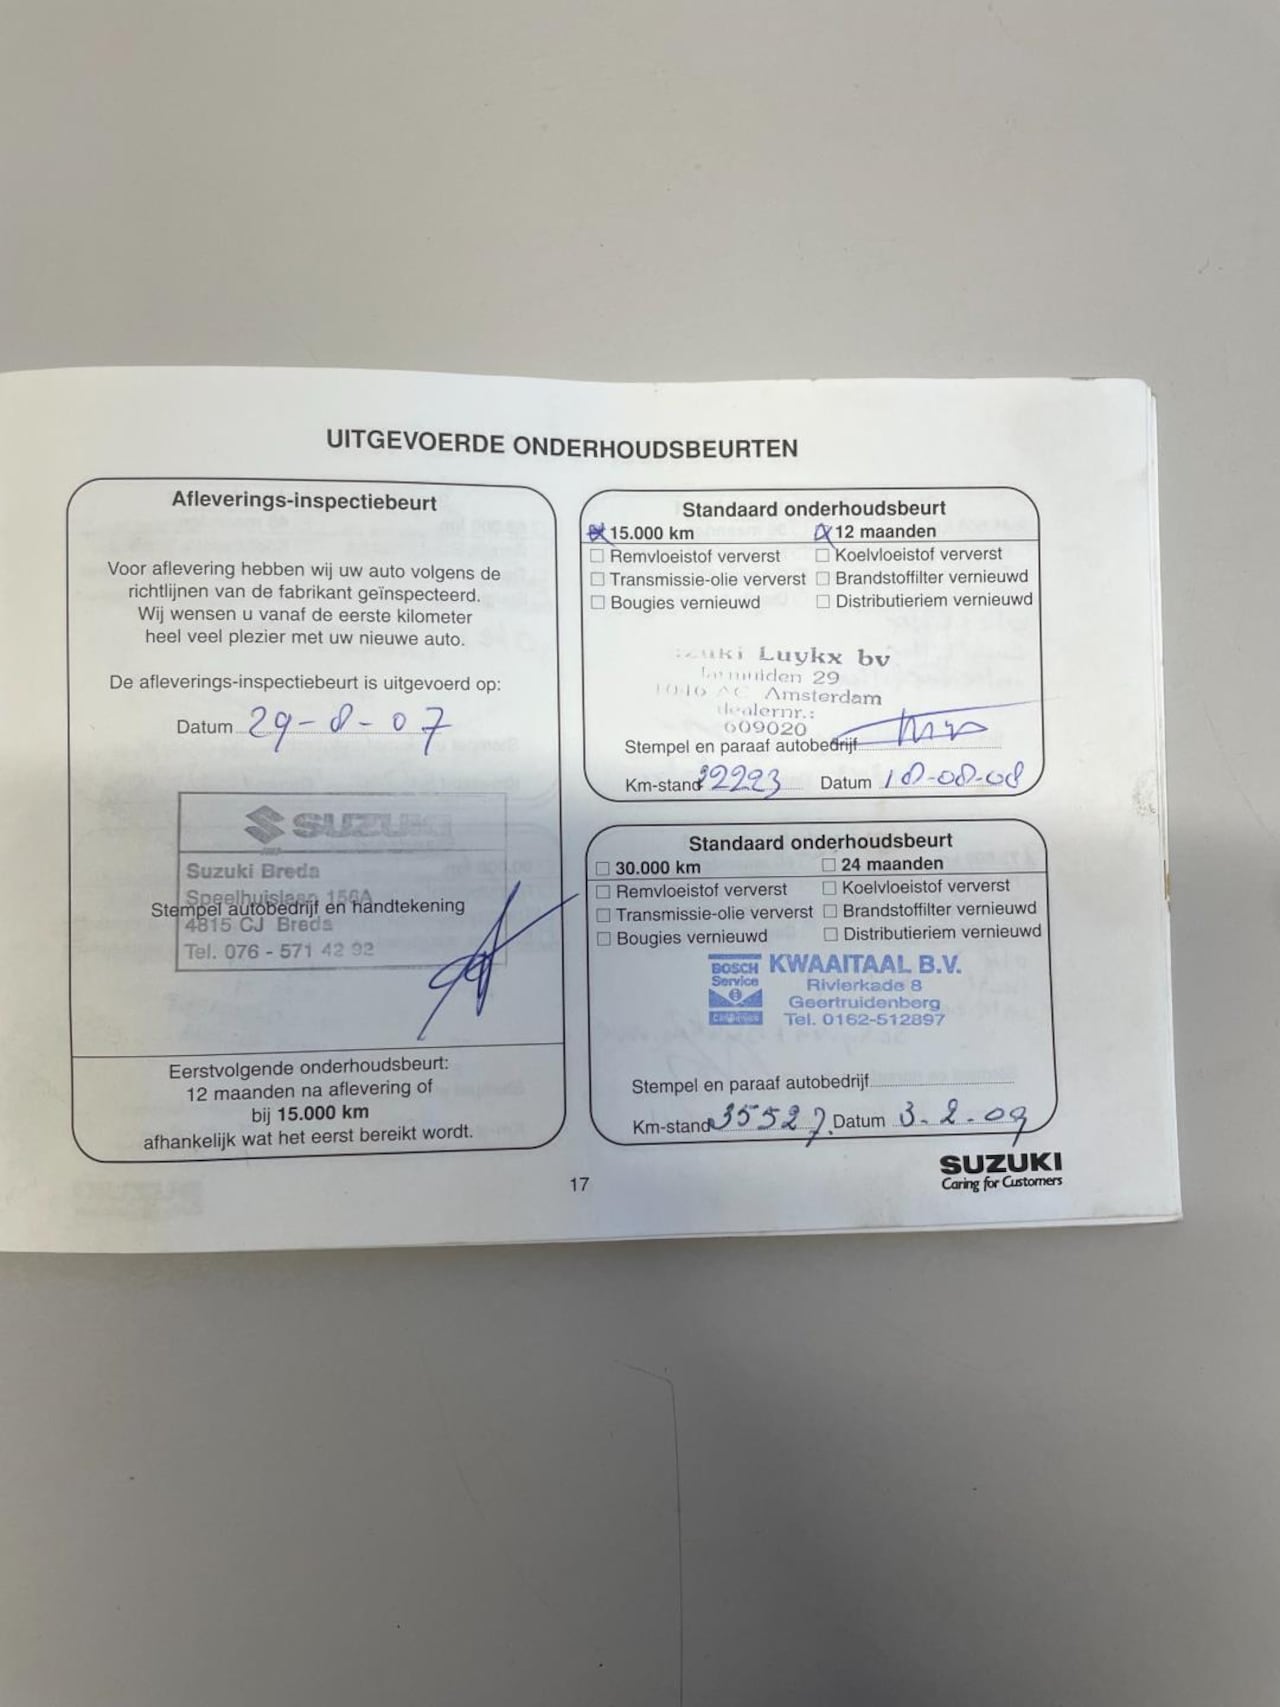 UITGEVOERDE ONDERHOUDSBEURTEN
Afleverings-inspectiebeurt
Voor aflevering hebben wij uw auto volgens de
richtlijnen van de fabrikant geïnspecteerd.
Wij wensen u vanaf de eerste kilometer
heel veel plezier met uw nieuwe auto.
De afleverings-inspectiebeurt is uitgevoerd op:
Datum 29-8-07
SUZUKI
Suzuki Breda
Speelhuislaan 156A
Stempel autobedrijf en handtekening
4815 CJ Breda
Tel. 076 - 571 42 92
Eerstvolgende onderhoudsbeurt:
12 maanden na aflevering of
bij 15.000 km
afhankelijk wat het eerst bereikt wordt.
Standaard onderhoudsbeurt
15.000 km 12 maanden
Remvloeistof ververst Koelvloeistof ververst
Transmissie-olie ververst Brandstoffilter vernieuwd
Bougies vernieuwd Distributieriem vernieuwd
Luykx bv
29
Amsterdam
dealernr.:
609020
Stempel en paraaf autobedrijf
Km-stand 22223 Datum 18-08-08
Standaard onderhoudsbeurt
30.000 km 24 maanden
Remvloeistof ververst Koelvloeistof ververst
Transmissie-olie ververst Brandstoffilter vernieuwd
Bougies vernieuwd Distributieriem vernieuwd
BOSCH Service KWAAITAAL B.V.
Rivierkade 8
Geertruidenberg
Tel. 0162-512897
Stempel en paraaf autobedrijf
Km-stand 35527 Datum 3-2-09
17
SUZUKI
Caring for Customers